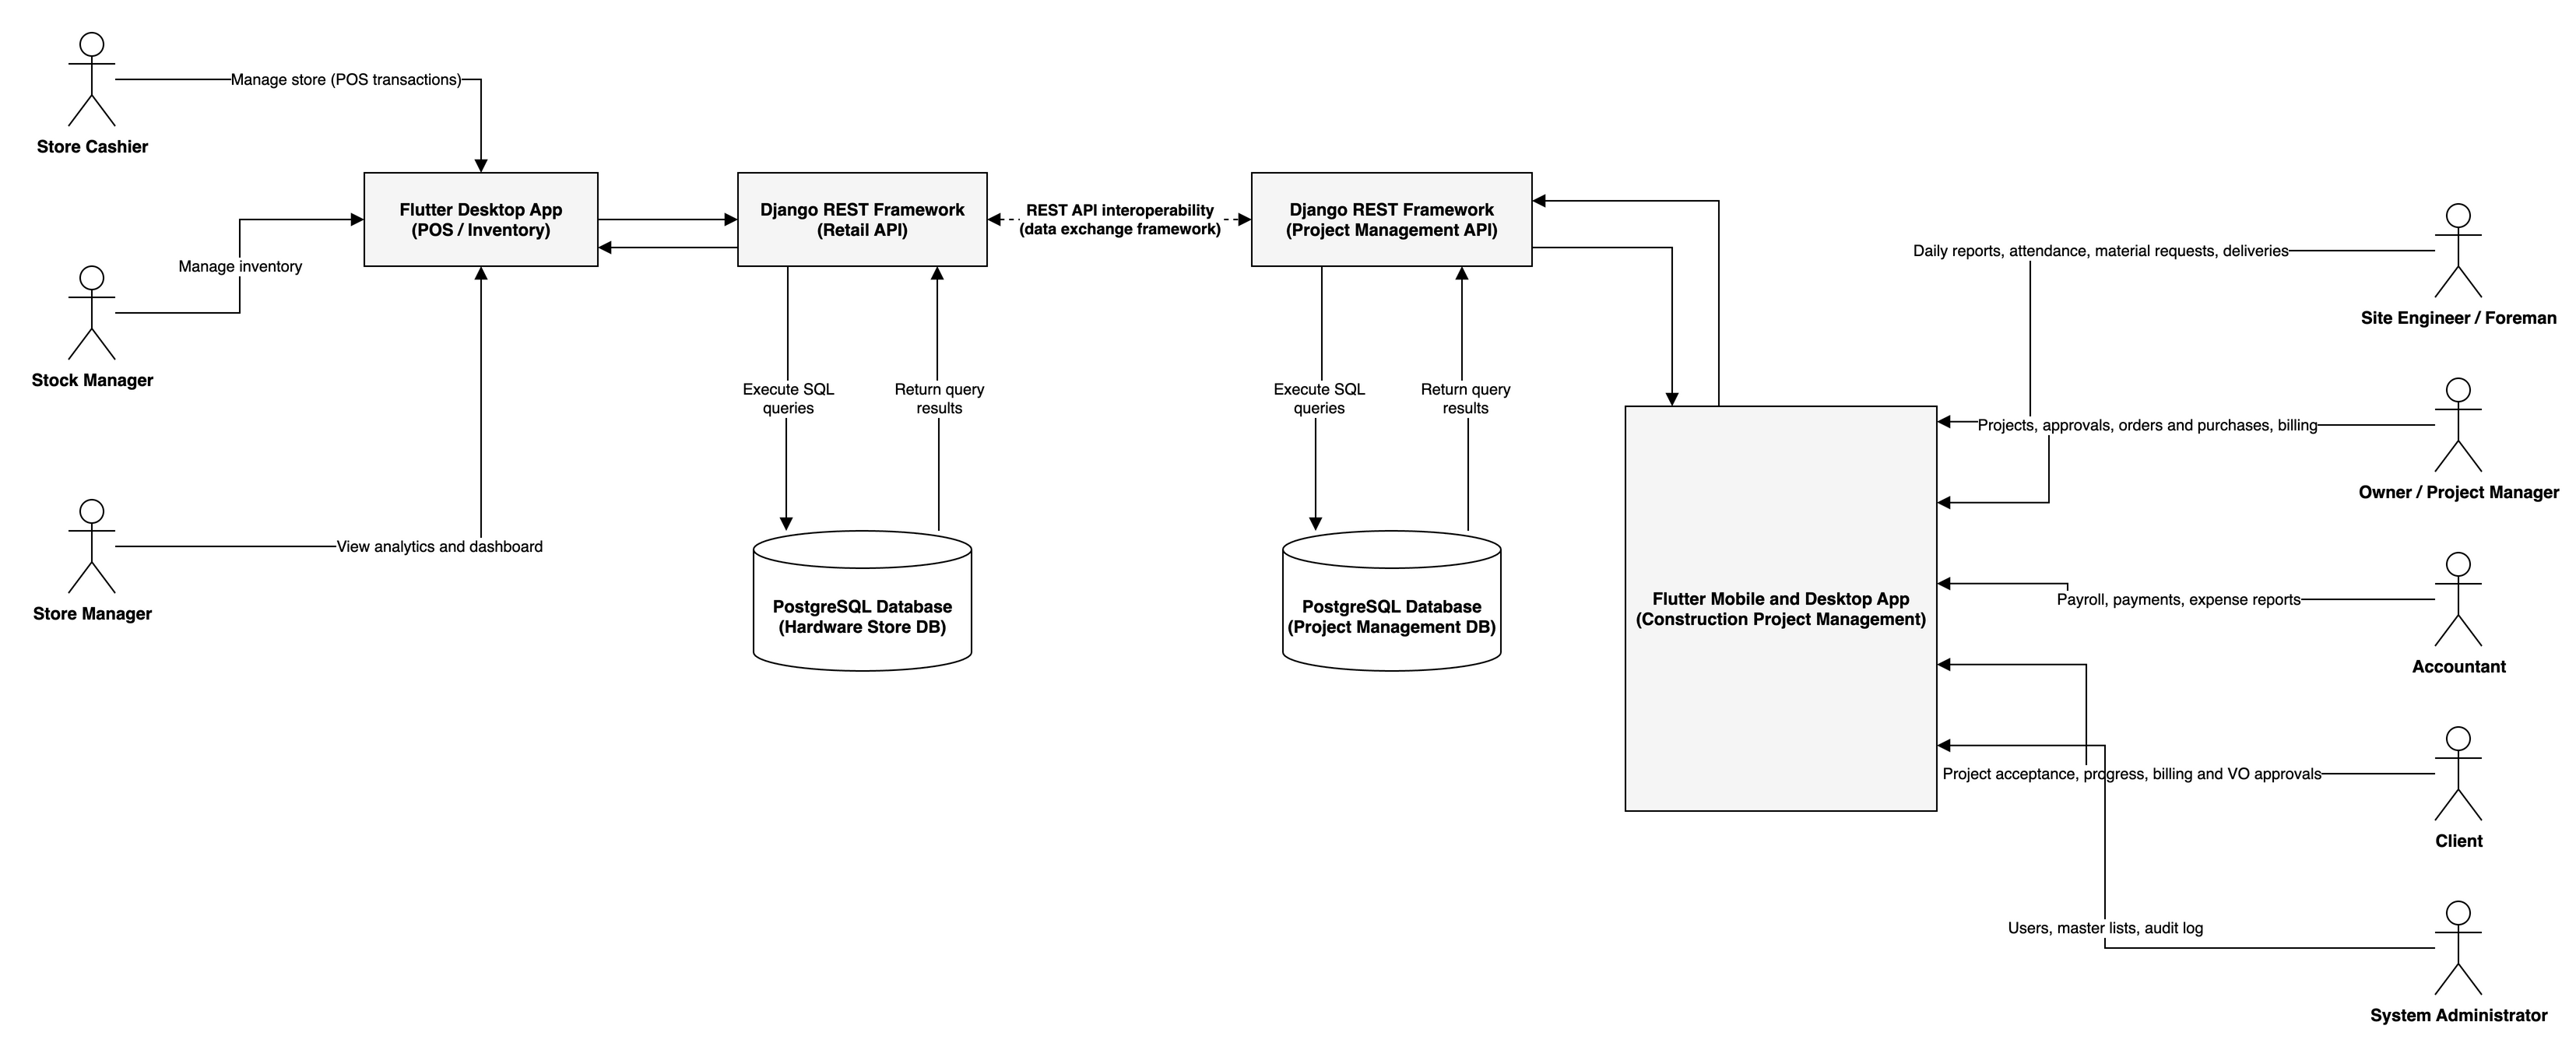 Manage store (POS transactions)
Store Cashier
Flutter Desktop App
(POS / Inventory)
Django REST Framework
(Retail API)
REST API interoperability
(data exchange framework)
Django REST Framework
(Project Management API)
Manage inventory
Stock Manager
Daily reports, attendance, material requests, deliveries
Site Engineer / Foreman
Execute SQL
queries
Return query
results
Execute SQL
queries
Return query
results
Projects, approvals, orders and purchases, billing
Owner / Project Manager
View analytics and dashboard
Store Manager
PostgreSQL Database
(Hardware Store DB)
PostgreSQL Database
(Project Management DB)
Flutter Mobile and Desktop App
(Construction Project Management)
Payroll, payments, expense reports
Accountant
Project acceptance, progress, billing and VO approvals
Client
Users, master lists, audit log
System Administrator